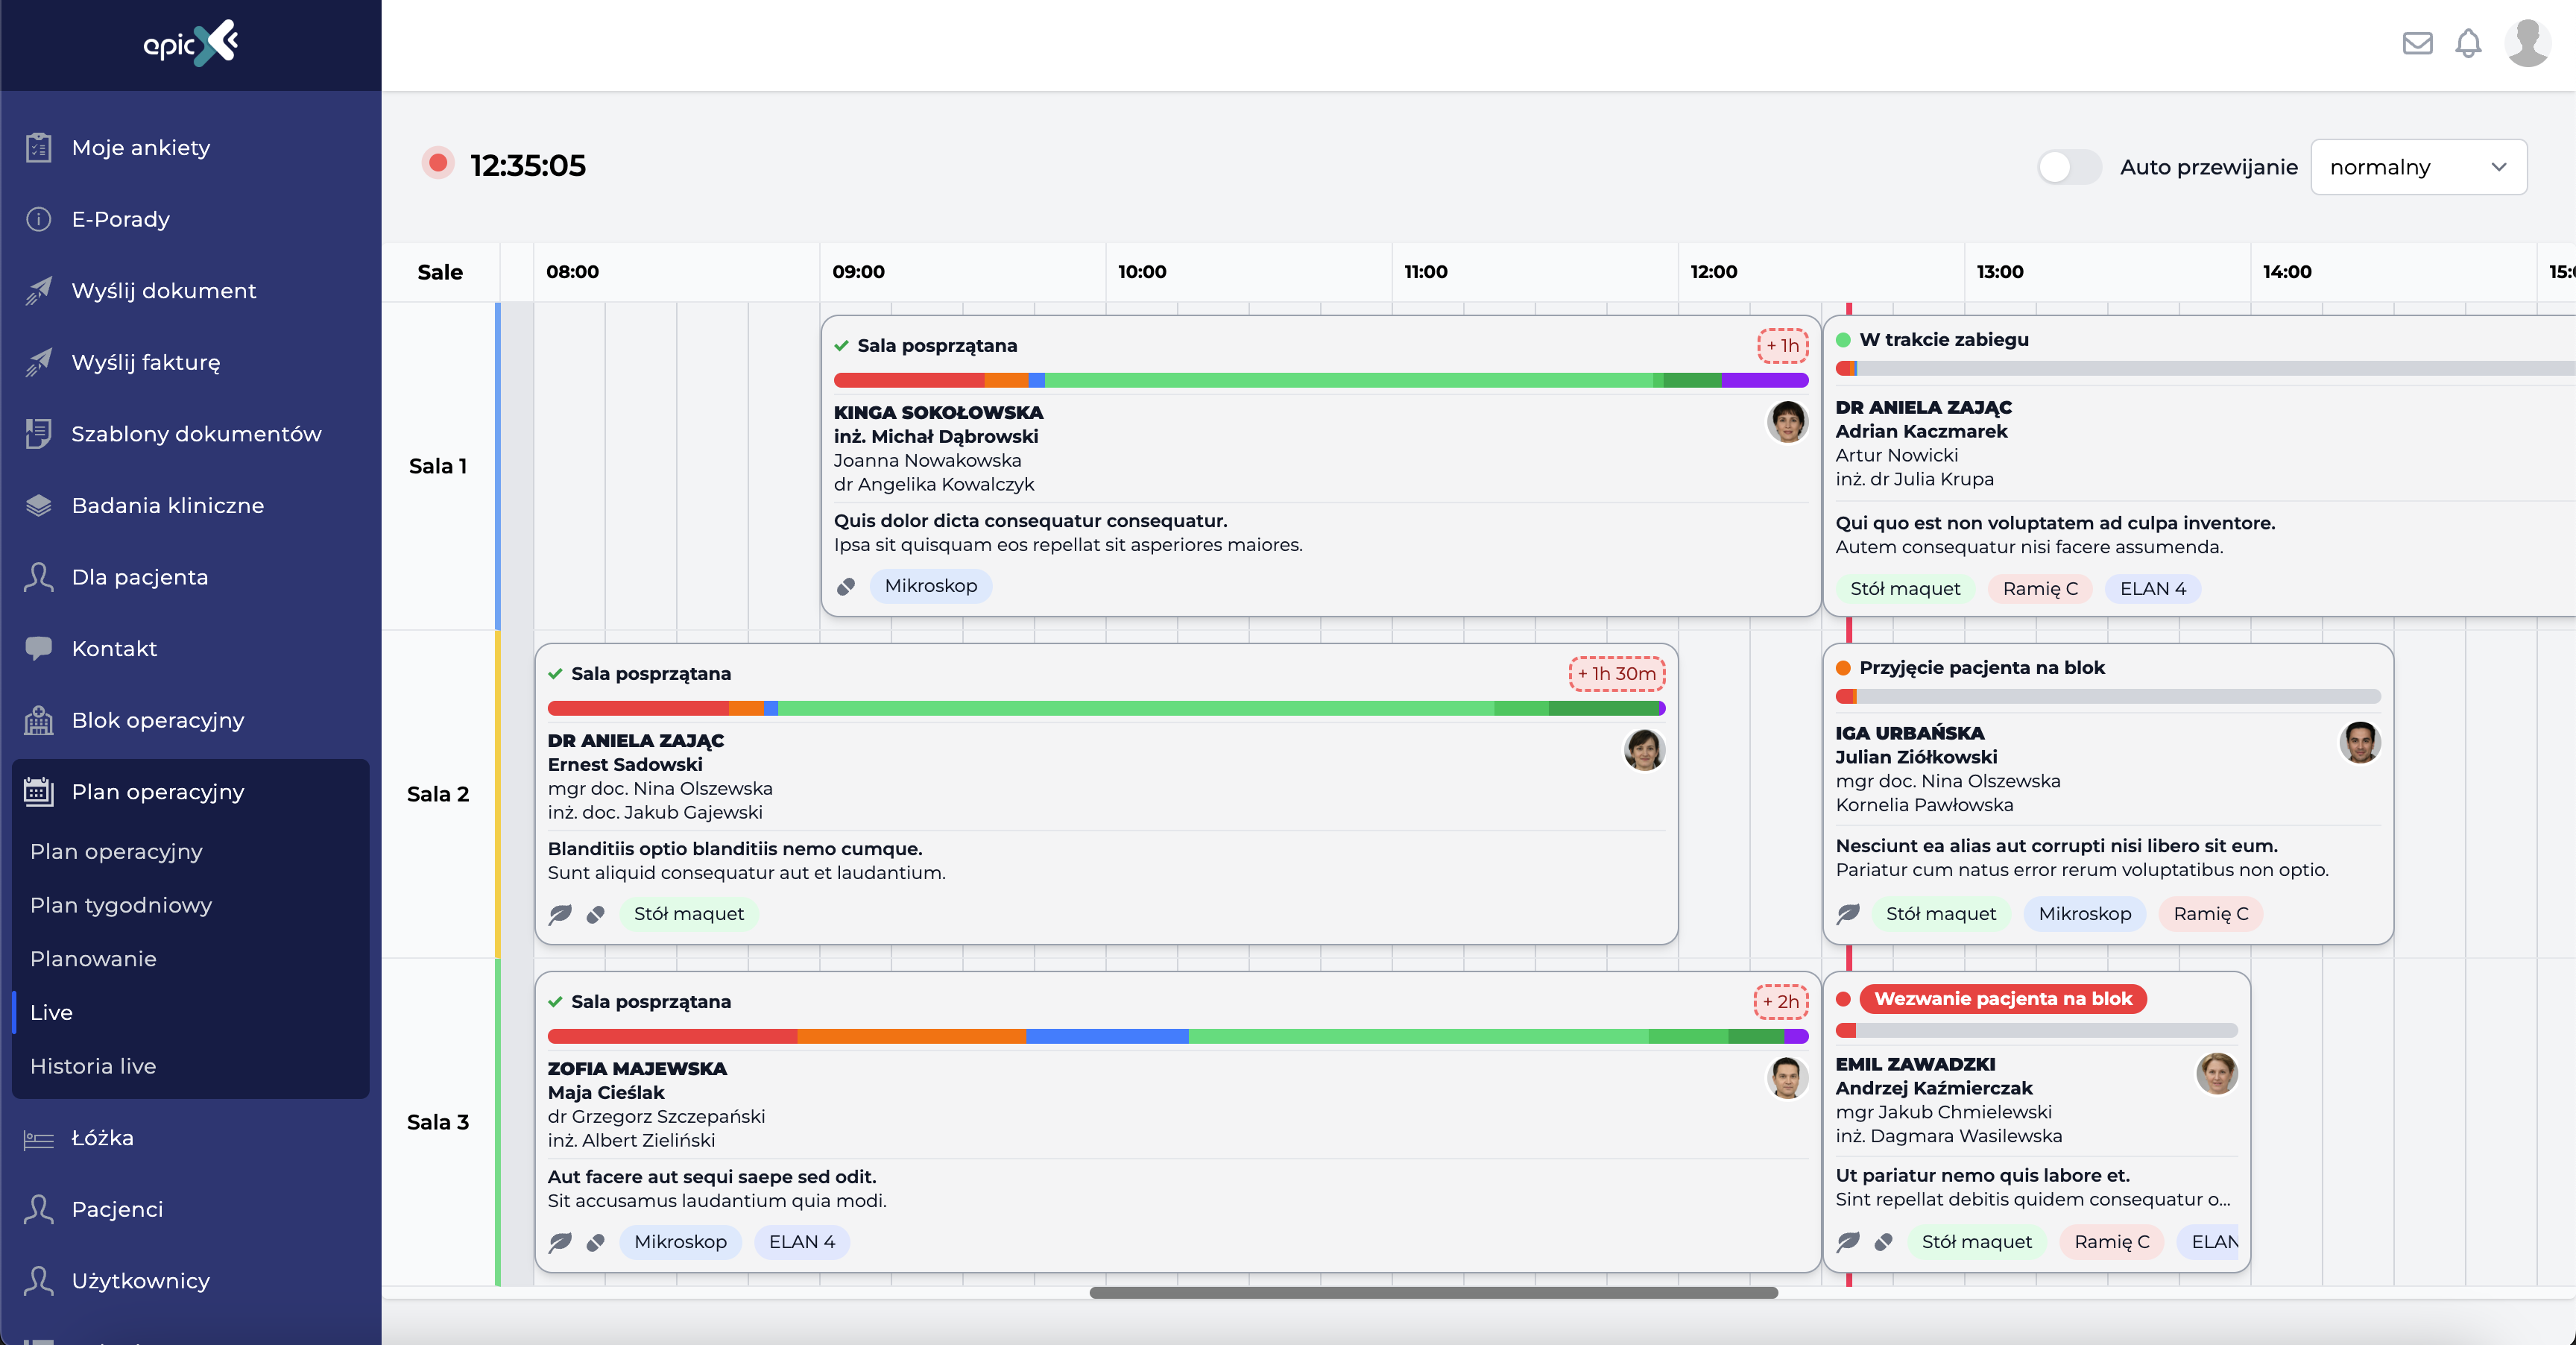 epic
Moje ankiety
E-Porady
Wyślij dokument
Wyślij fakturę
Szablony dokumentów
Badania kliniczne
Dla pacjenta
Kontakt
Blok operacyjny
Plan operacyjny
Plan operacyjny
Plan tygodniowy
Planowanie
Live
Historia live
Łóżka
Pacjenci
Użytkownicy
12:35:05
Auto przewijanie
normalny
Sale
08:00
09:00
10:00
11:00
12:00
13:00
14:00
15:0
Sala 1
Sala posprzątana
+ 1h
KINGA SOKOŁOWSKA
inż. Michał Dąbrowski
Joanna Nowakowska
dr Angelika Kowalczyk
Quis dolor dicta consequatur consequatur.
Ipsa sit quisquam eos repellat sit asperiores maiores.
Mikroskop
W trakcie zabiegu
DR ANIELA ZAJĄC
Adrian Kaczmarek
Artur Nowicki
inż. dr Julia Krupa
Qui quo est non voluptatem ad culpa inventore.
Autem consequatur nisi facere assumenda.
Stół maquet
Ramię C
ELAN 4
Sala 2
Sala posprzątana
+ 1h 30m
DR ANIELA ZAJĄC
Ernest Sadowski
mgr doc. Nina Olszewska
inż. doc. Jakub Gajewski
Blanditiis optio blanditiis nemo cumque.
Sunt aliquid consequatur aut et laudantium.
Stół maquet
Przyjęcie pacjenta na blok
IGA URBAŃSKA
Julian Ziółkowski
mgr doc. Nina Olszewska
Kornelia Pawłowska
Nesciunt ea alias aut corrupti nisi libero sit eum.
Pariatur cum natus error rerum voluptatibus non optio.
Stół maquet
Mikroskop
Ramię C
Sala 3
Sala posprzątana
+ 2h
ZOFIA MAJEWSKA
Maja Cieślak
dr Grzegorz Szczepański
inż. Albert Zieliński
Aut facere aut sequi saepe sed odit.
Sit accusamus laudantium quia modi.
Mikroskop
ELAN 4
Wezwanie pacjenta na blok
EMIL ZAWADZKI
Andrzej Kaźmierczak
mgr Jakub Chmielewski
inż. Dagmara Wasilewska
Ut pariatur nemo quis labore et.
Sint repellat debitis quidem consequatur o...
Stół maquet
Ramię C
ELAN